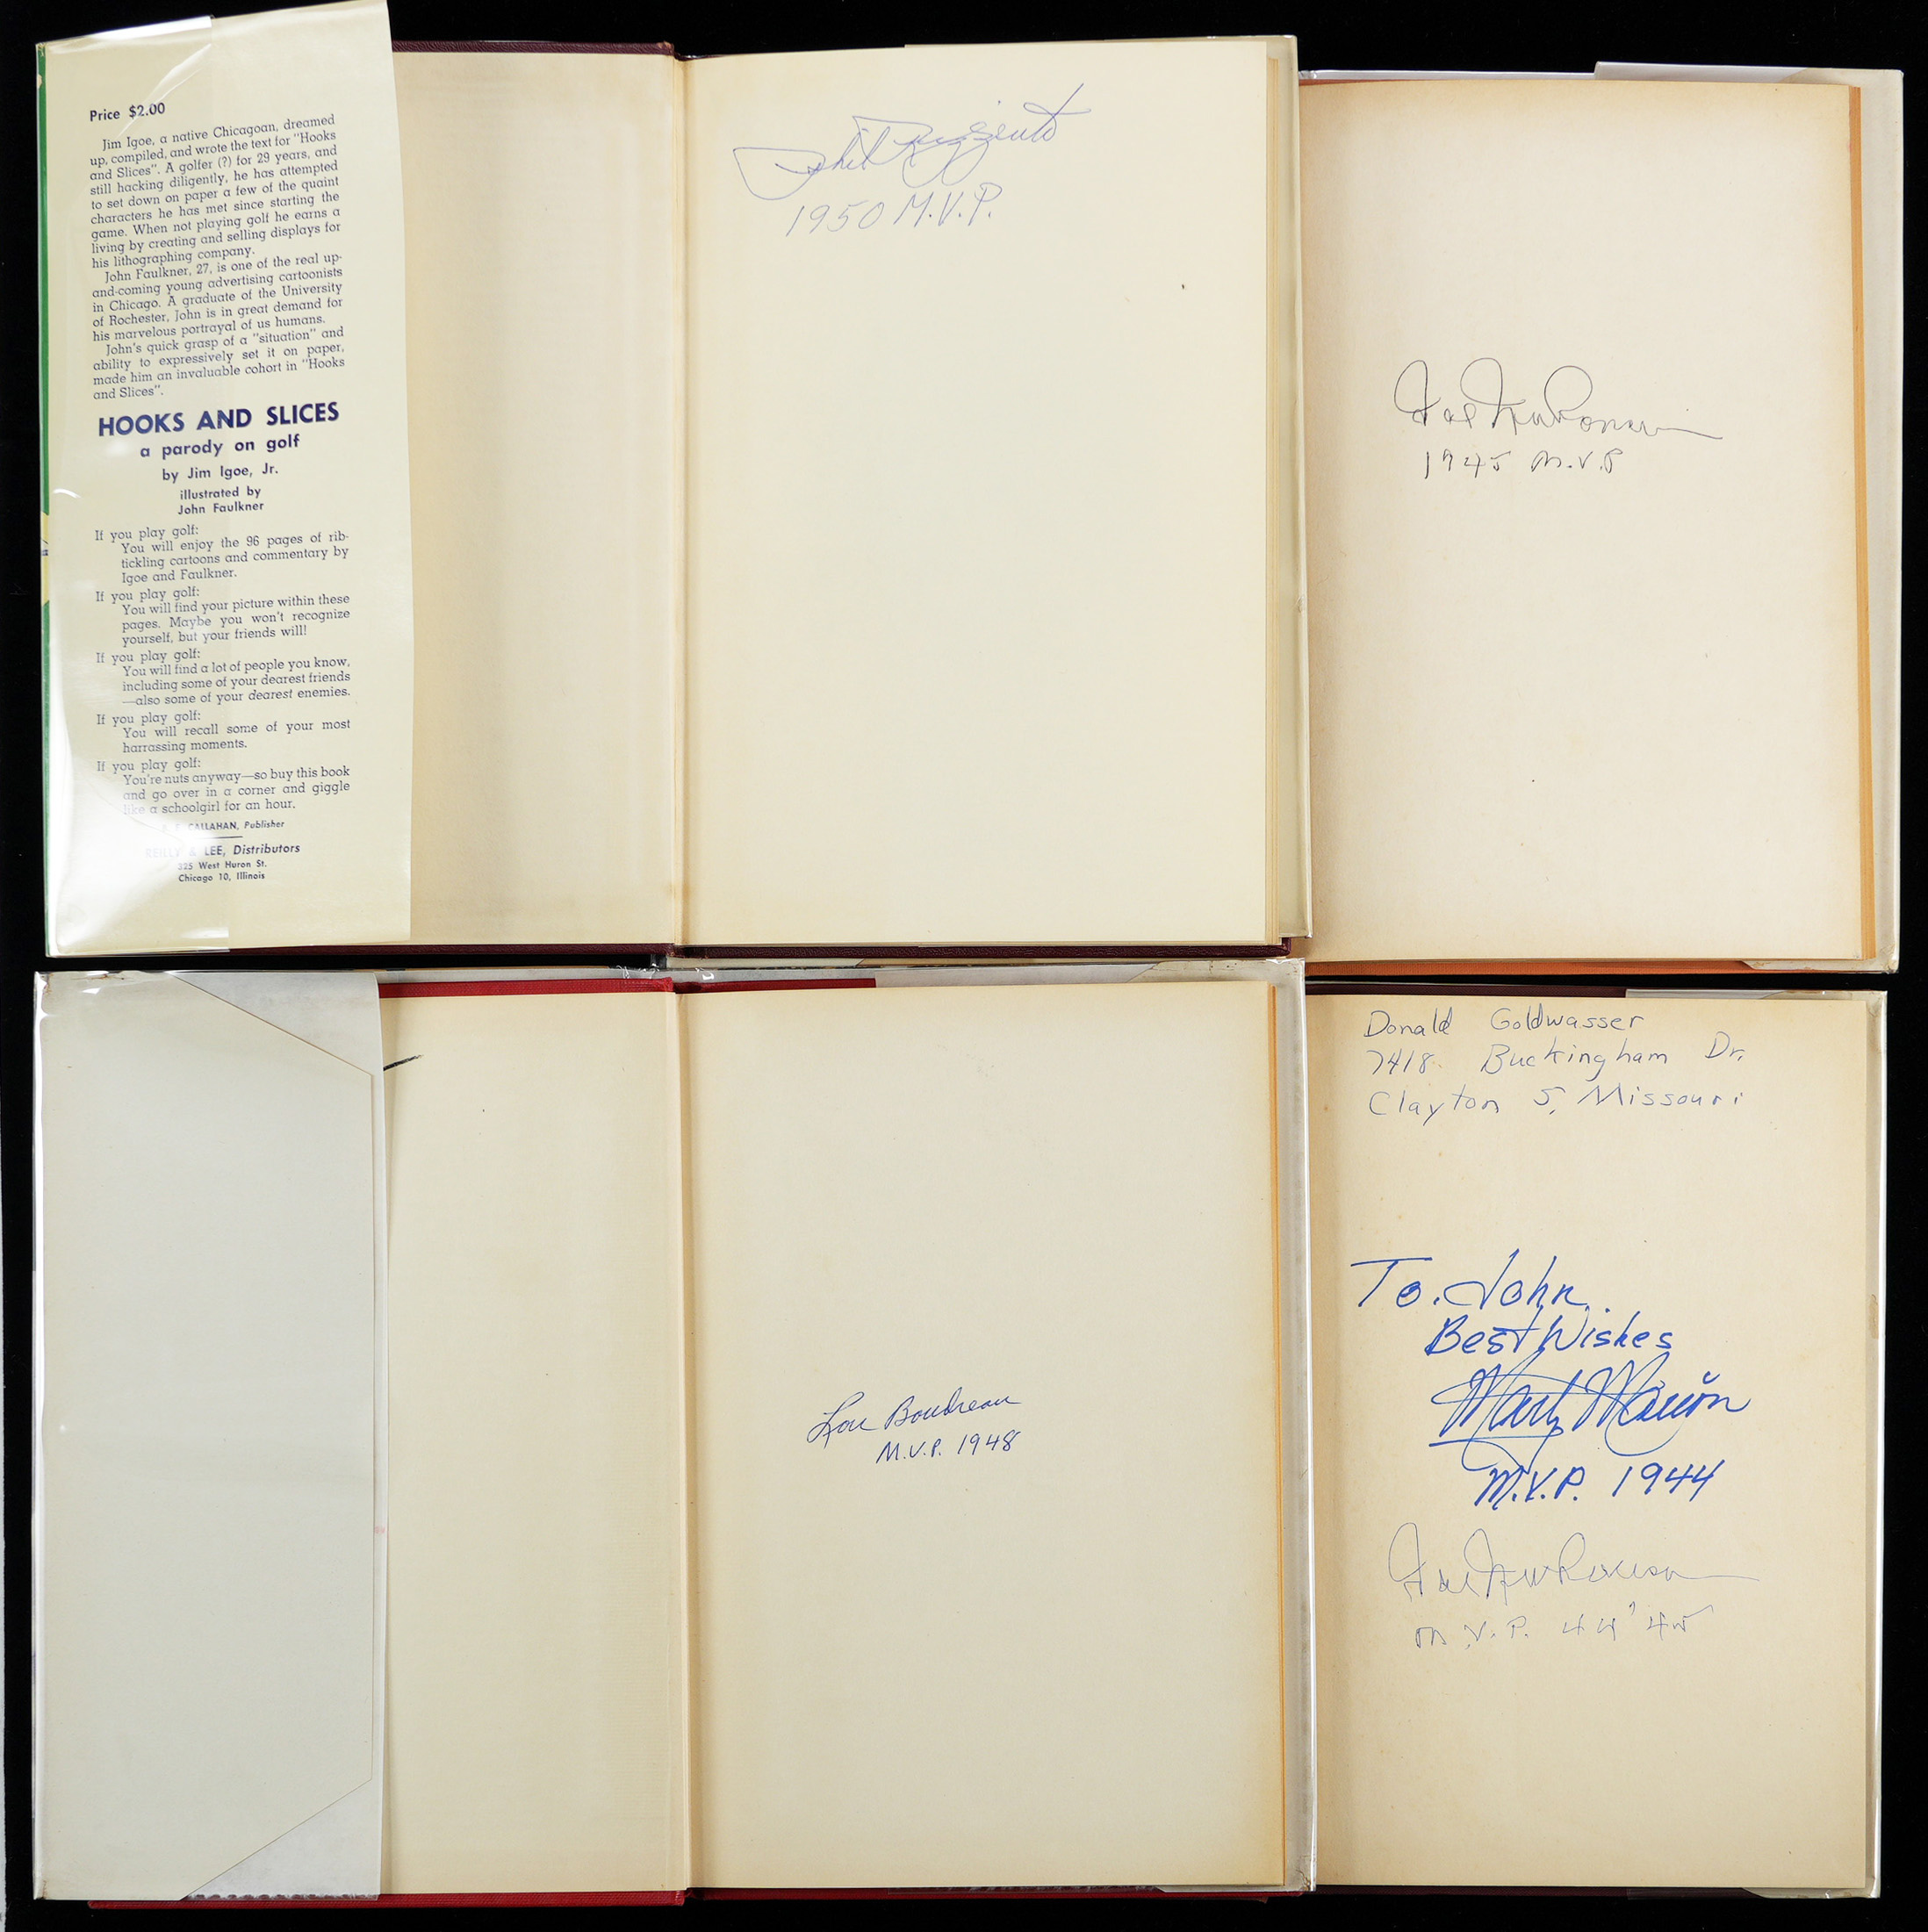 Price $2.00
Jim Igoe, a native Chicagoan, dreamed
up, compiled, and wrote the text for "Hooks
and Slices". A golfer (?) for 29 years, and
still hacking diligently, he has attempted
to set down on paper a few of the quaint
characters he has met since starting the
game. When not playing golf he earns a
living by creating and selling displays for
his lithographing company.
John Faulkner, 27, is one of the real up-
and-coming young advertising cartoonists
in Chicago. A graduate of the University
of Rochester, John is in great demand for
his marvelous portrayal of us humans.
John's quick grasp of a "situation" and
ability to expressively set it on paper,
made him an invaluable cohort in "Hooks
and Slices".
HOOKS AND SLICES
a parody on golf
by Jim Igoe, Jr.
illustrated by
John Faulkner
If you play golf:
You will enjoy the 96 pages of rib-
tickling cartoons and commentary by
Igoe and Faulkner.
If you play golf:
You will find your picture within these
pages. Maybe you won't recognize
yourself, but your friends will!
If you play golf:
You will find a lot of people you know,
including some of your dearest friends
—also some of your dearest enemies.
If you play golf:
You will recall some of your most
harrassing moments.
If you play golf:
You're nuts anyway—so buy this book
and go over in a corner and giggle
like a schoolgirl for an hour.
CALLAHAN, Publisher
REILLY & LEE, Distributors
325 West Huron St.
Chicago 10, Illinois
Phil Rizzuto
1950 M.V.P.
Hal Newhouser
1945 M.V.P
Lou Boudreau
M.V.P. 1948
Donald Goldwasser
7418 Buckingham Dr.
Clayton 5, Missouri
To John
Best Wishes
Marty Marion
M.V.P. 1944
Hal Newhouser
M.V.P. 44' 45